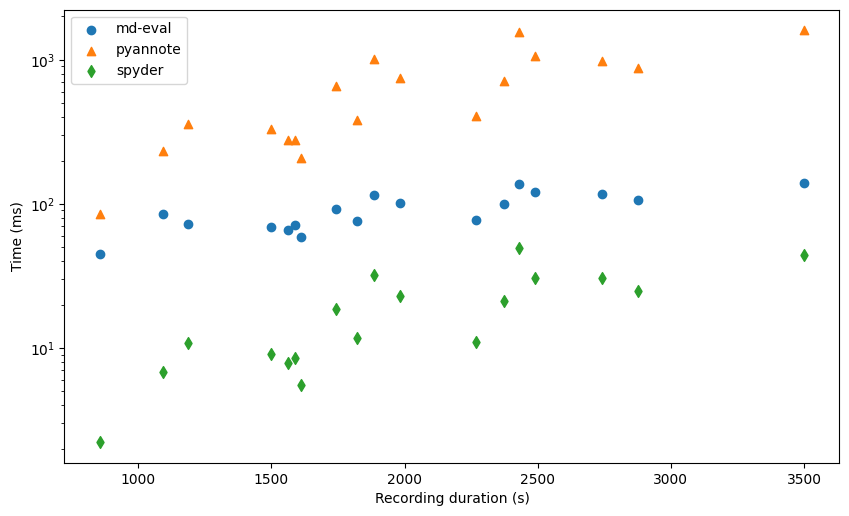 md-eval
pyannote
spyder
10³
10²
10¹
Time (ms)
1000 1500 2000 2500 3000 3500
Recording duration (s)